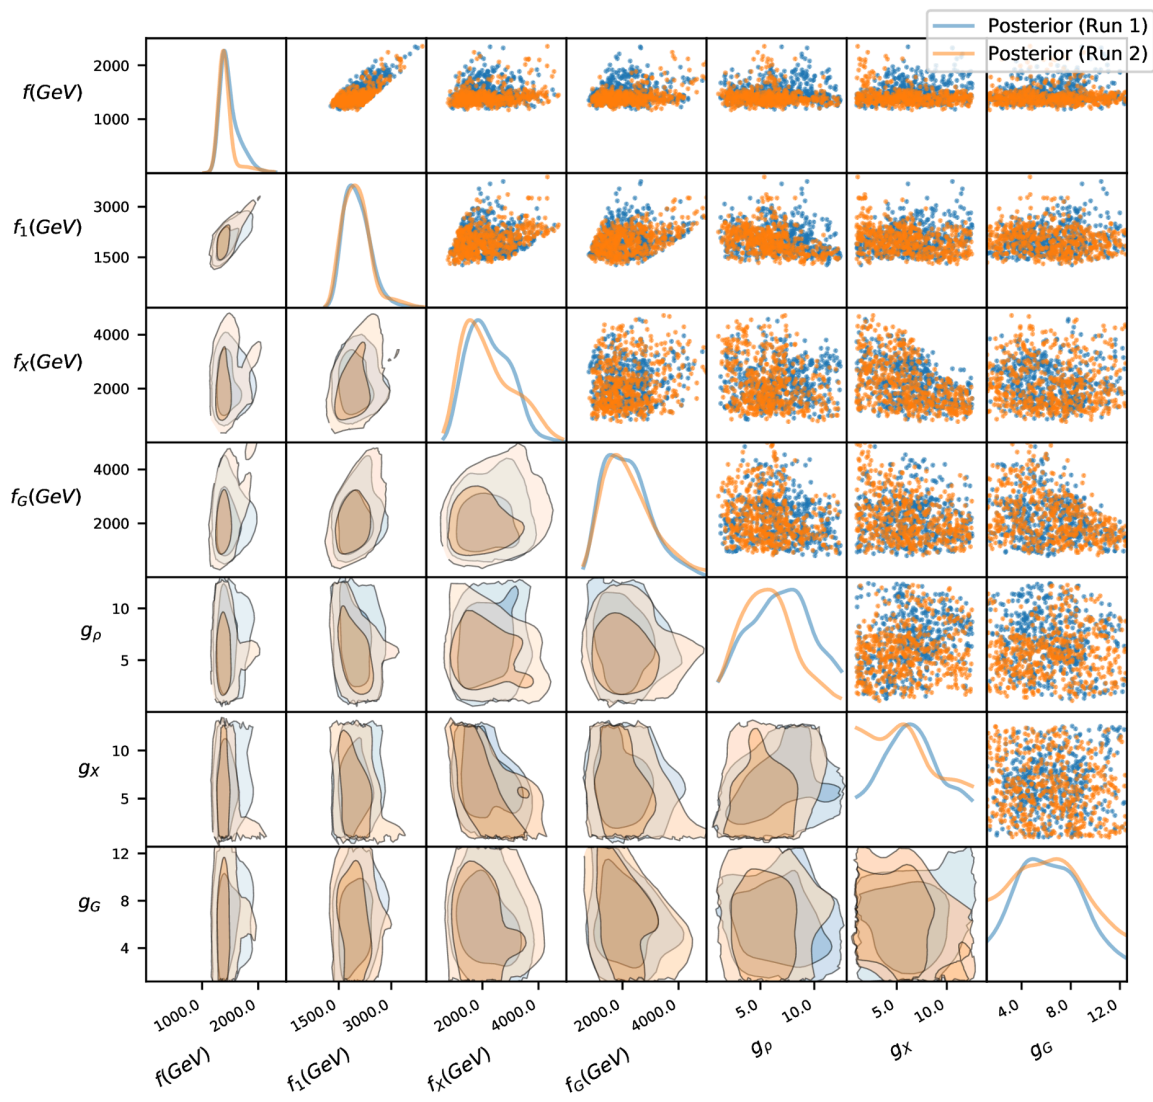 Posterior (Run 1)
Posterior (Run 2)
f(GeV)
2000
1000
f1(GeV)
3000
1500
fX(GeV)
4000
2000
fG(GeV)
4000
2000
gρ
10
5
gX
10
5
gG
12
8
4
1000.0 2000.0 1500.0 3000.0 2000.0 4000.0 2000.0 4000.0 5.0 10.0 5.0 10.0 4.0 8.0 12.0
f(GeV) f1(GeV) fX(GeV) fG(GeV) gρ gX gG